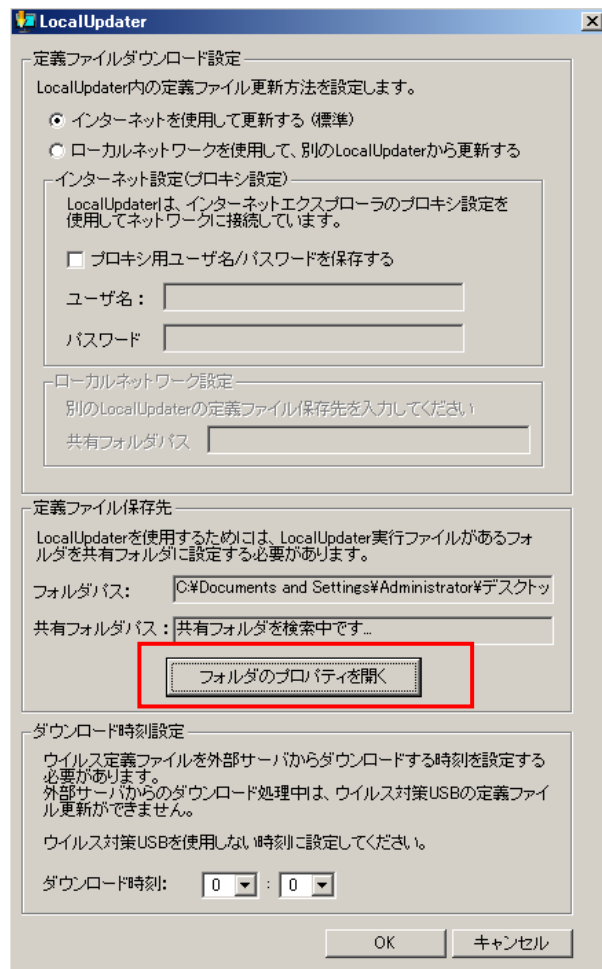 LocalUpdater
定義ファイルダウンロード設定
LocalUpdater内の定義ファイル更新方法を設定します。
インターネットを使用して更新する (標準)
ローカルネットワークを使用して、別のLocalUpdaterから更新する
インターネット設定(プロキシ設定)
LocalUpdaterは、インターネットエクスプローラのプロキシ設定を
使用してネットワークに接続しています。
プロキシ用ユーザ名/パスワードを保存する
ユーザ名：
パスワード
ローカルネットワーク設定
別のLocalUpdaterの定義ファイル保存先を入力してください
共有フォルダパス
定義ファイル保存先
LocalUpdaterを使用するためには、LocalUpdater実行ファイルがあるフォ
ルダを共有フォルダに設定する必要があります。
フォルダパス: C:¥Documents and Settings¥Administrator¥デスクトッ
共有フォルダパス：共有フォルダを検索中です...
フォルダのプロパティを開く
ダウンロード時刻設定
ウイルス定義ファイルを外部サーバからダウンロードする時刻を設定する
必要があります。
外部サーバからのダウンロード処理中は、ウイルス対策USBの定義ファイ
ル更新ができません。
ウイルス対策USBを使用しない時刻に設定してください。
ダウンロード時刻: 0 : 0
OK キャンセル